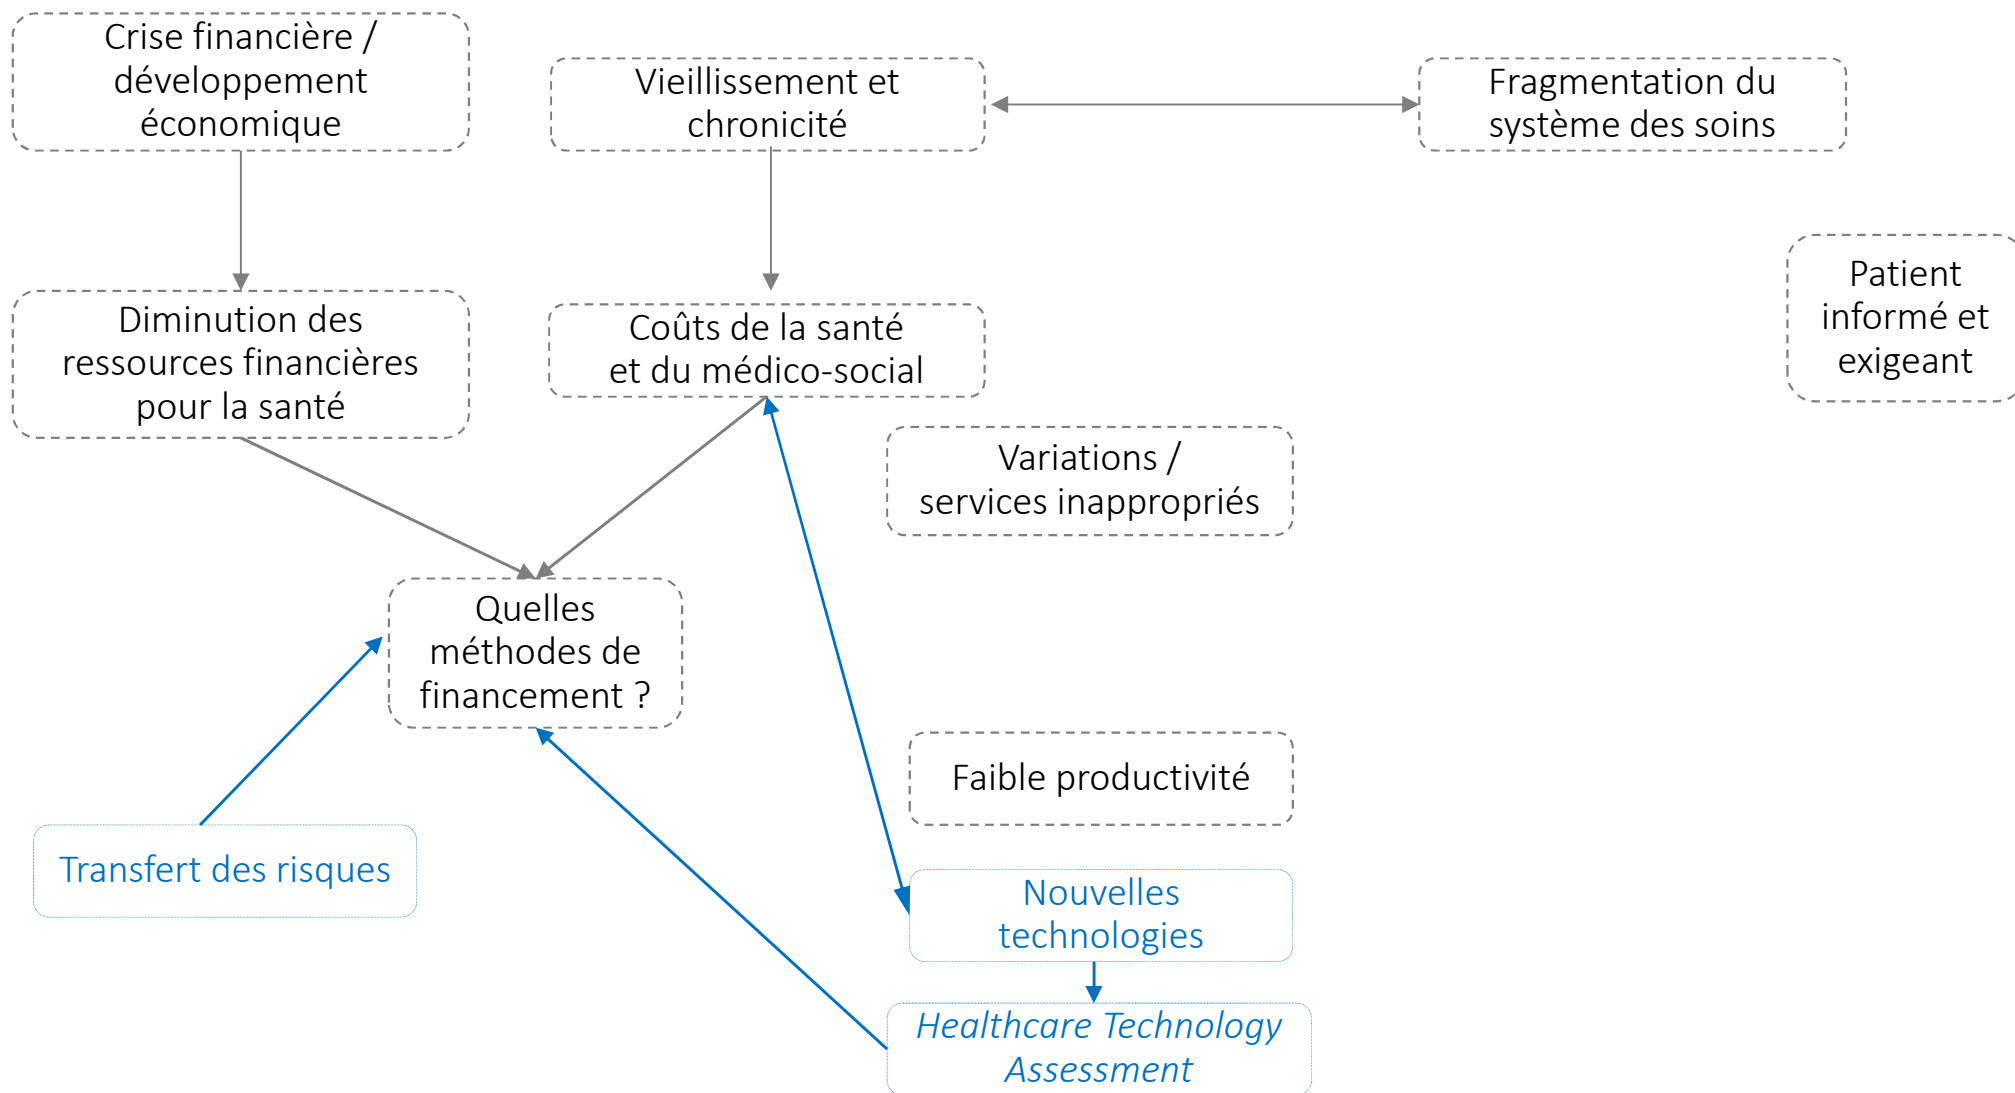 Crise financière /
développement
économique
Vieillissement et
chronicité
Fragmentation du
système des soins
Patient
informé et
exigeant
Diminution des
ressources financières
pour la santé
Coûts de la santé
et du médico-social
Variations /
services inappropriés
Quelles
méthodes de
financement ?
Faible productivité
Transfert des risques
Nouvelles
technologies
Healthcare Technology
Assessment